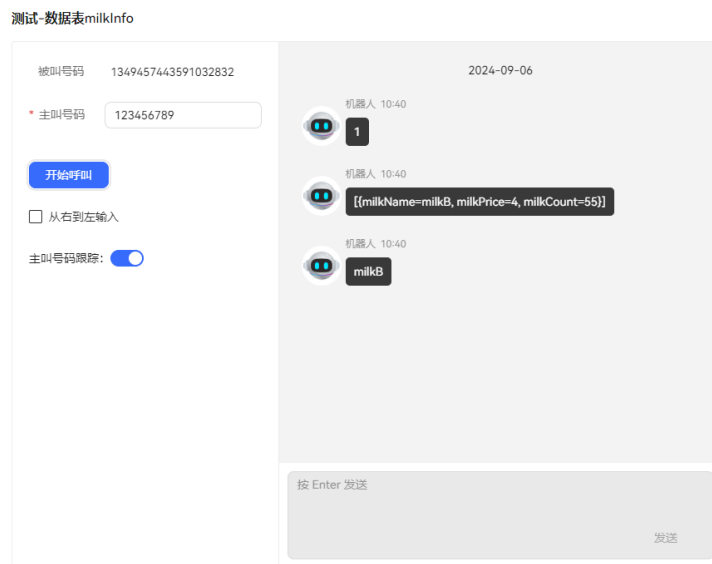 测试-数据表milkInfo
被叫号码 1349457443591032832
* 主叫号码 123456789
开始呼叫
从右到左输入
主叫号码跟踪:
2024-09-06
机器人 10:40
1
机器人 10:40
[{milkName=milkB, milkPrice=4, milkCount=55}]
机器人 10:40
milkB
按 Enter 发送
发送